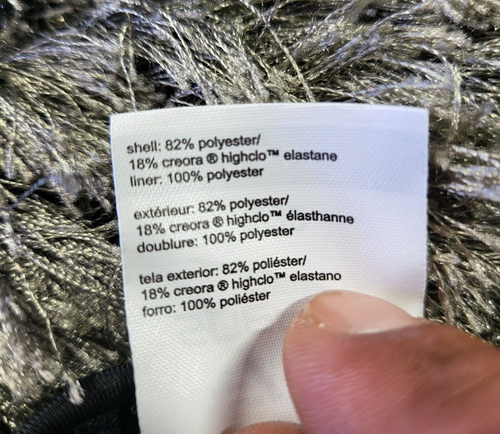 shell: 82% polyester/
18% creora ® highclo™ elastane
liner: 100% polyester
extérieur: 82% polyester/
18% creora ® highclo™ élasthanne
doublure: 100% polyester
tela exterior: 82% poliéster/
18% creora ® highclo™ elastano
forro: 100% poliéster